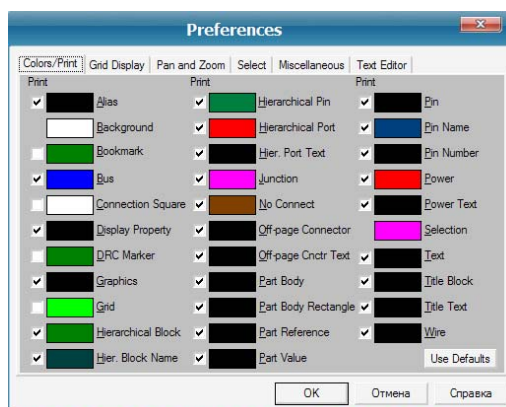 Preferences
Colors/Print Grid Display Pan and Zoom Select Miscellaneous Text Editor
Print Print Print
Alias Hierarchical Pin Pin
Background Hierarchical Port Pin Name
Bookmark Hier. Port Text Pin Number
Bus Junction Power
Connection Square No Connect Power Text
Display Property Off-page Connector Selection
DRC Marker Off-page Cnctr Text Text
Graphics Part Body Title Block
Grid Part Body Rectangle Title Text
Hierarchical Block Part Reference Wire
Hier. Block Name Part Value Use Defaults
OK Отмена Справка